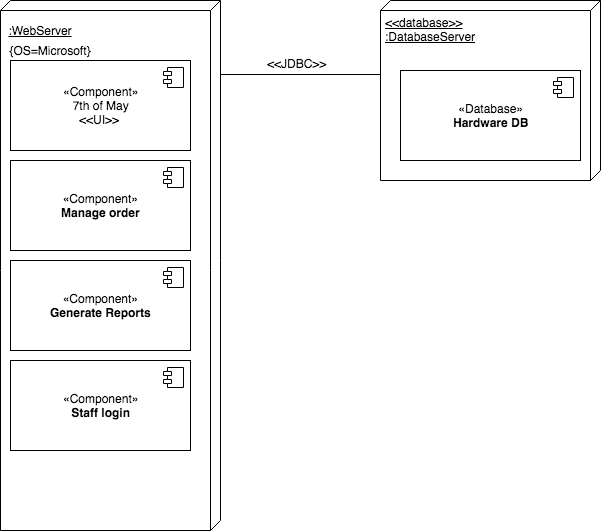 :WebServer
{OS=Microsoft}
«Component»
7th of May
<<UI>>
«Component»
Manage order
«Component»
Generate Reports
«Component»
Staff login
<<JDBC>>
<<database>>
:DatabaseServer
«Database»
Hardware DB